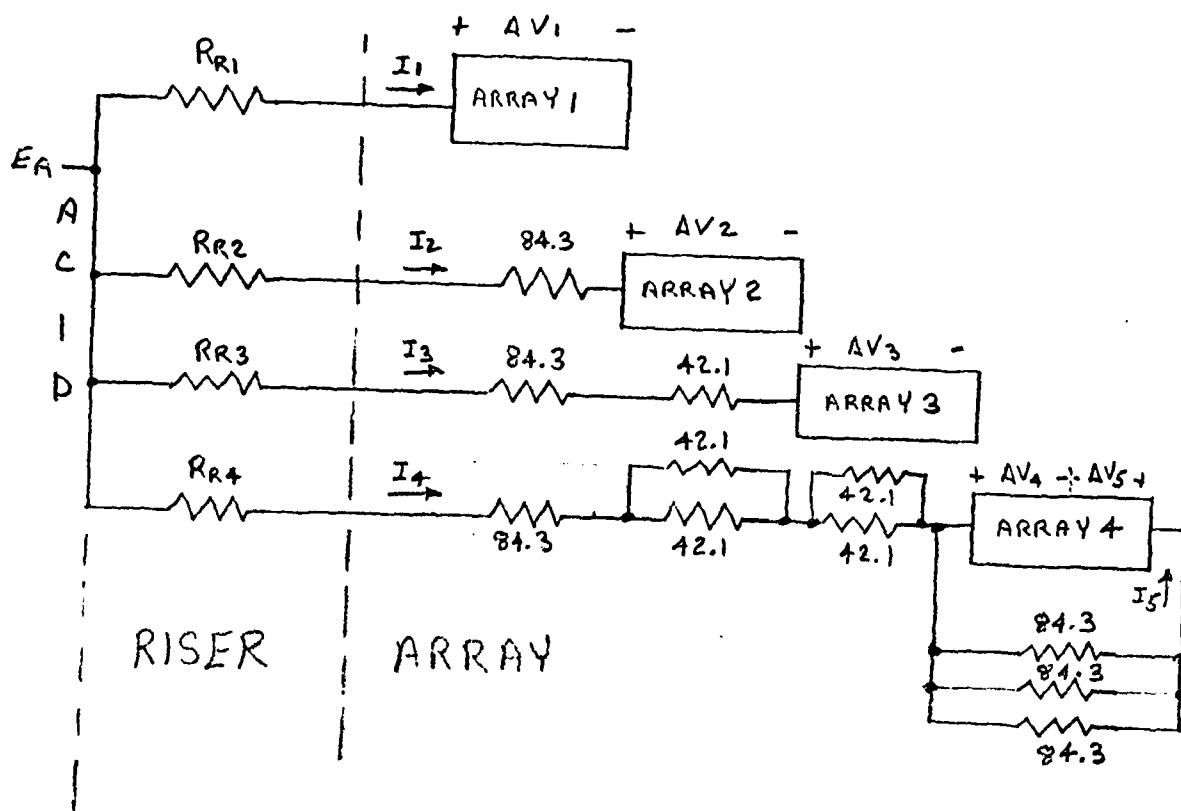 + ΔV1 -
RR1
I1
ARRAY 1
EA
A
C
I
D
RR2
I2
84.3
+ ΔV2 -
ARRAY 2
RR3
I3
84.3
42.1
+ ΔV3 -
ARRAY 3
RR4
I4
84.3
42.1
42.1
42.1
42.1
+ ΔV4 -¦- ΔV5 +
ARRAY 4
I5
84.3
84.3
84.3
RISER
ARRAY